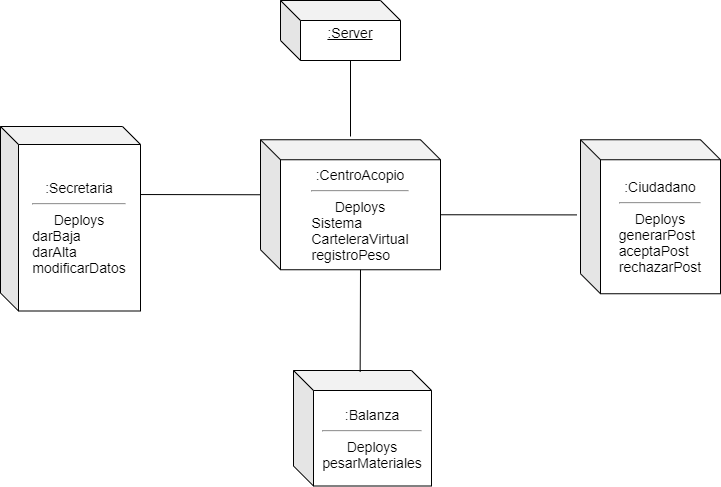 :Server
:Secretaria
Deploys
darBaja
darAlta
modificarDatos
:CentroAcopio
Deploys
Sistema
CarteleraVirtual
registroPeso
:Ciudadano
Deploys
generarPost
aceptaPost
rechazarPost
:Balanza
Deploys
pesarMateriales